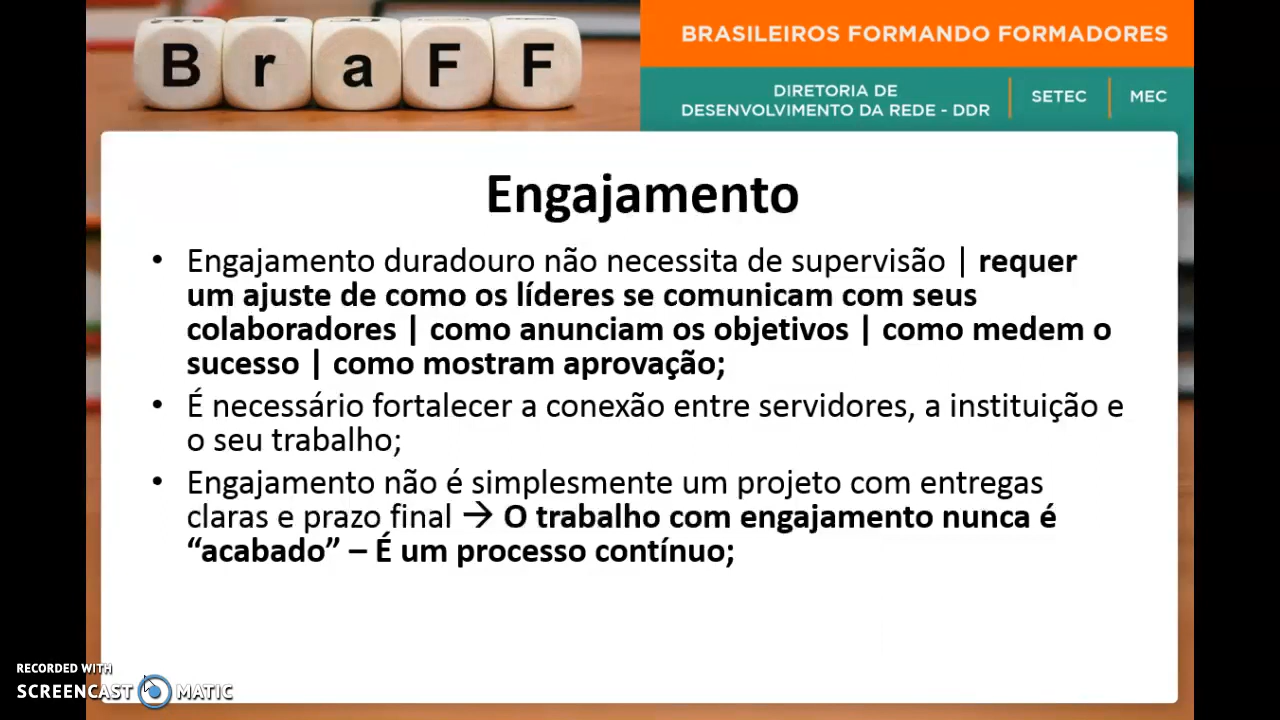 B r a F F
BRASILEIROS FORMANDO FORMADORES
DIRETORIA DE
DESENVOLVIMENTO DA REDE - DDR
SETEC
MEC
Engajamento
• Engajamento duradouro não necessita de supervisão | requer
um ajuste de como os líderes se comunicam com seus
colaboradores | como anunciam os objetivos | como medem o
sucesso | como mostram aprovação;
• É necessário fortalecer a conexão entre servidores, a instituição e
o seu trabalho;
• Engajamento não é simplesmente um projeto com entregas
claras e prazo final → O trabalho com engajamento nunca é
“acabado” – É um processo contínuo;
RECORDED WITH
SCREENCAST MATIC